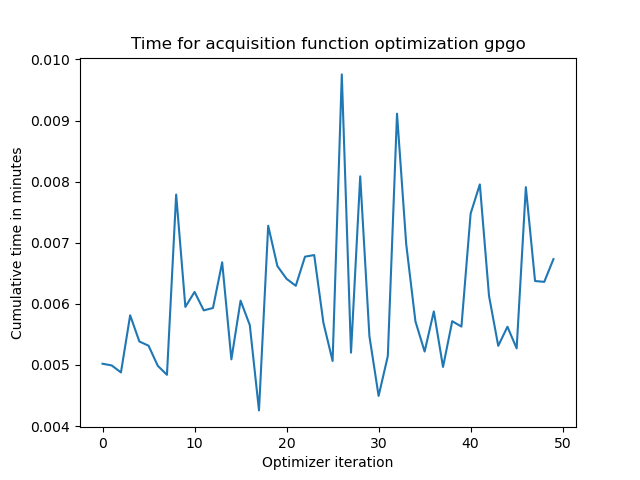 Time for acquisition function optimization gpgo
0.010
0.009
0.008
0.007
0.006
0.005
0.004
Cumulative time in minutes
0 10 20 30 40 50
Optimizer iteration